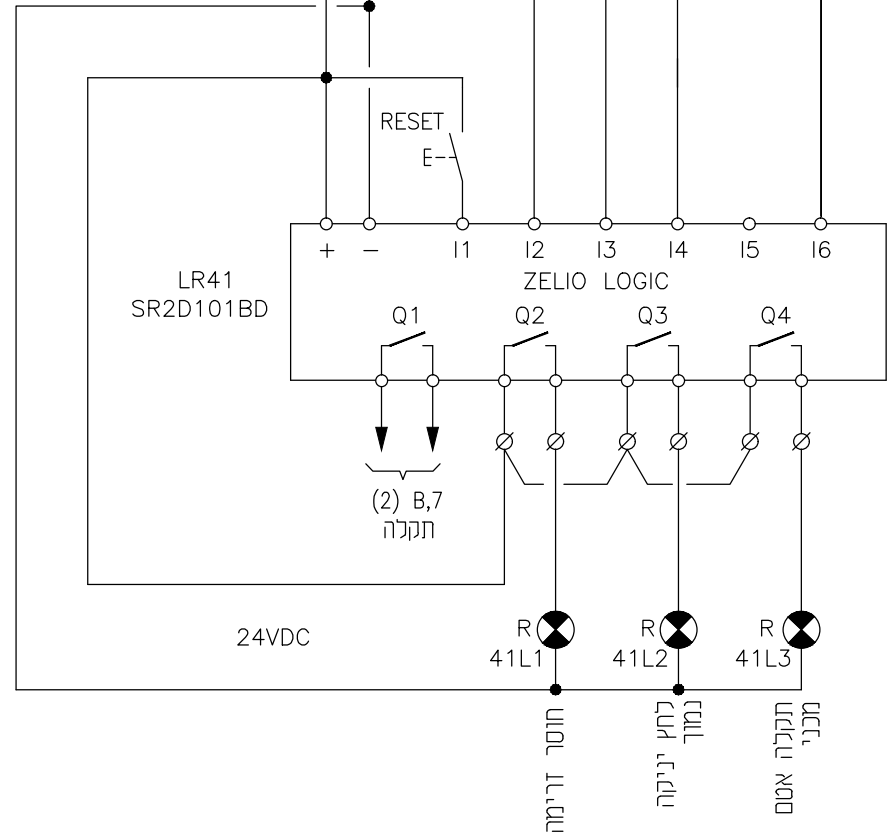 RESET
E
+ − I1 I2 I3 I4 I5 I6
LR41
SR2D101BD
ZELIO LOGIC
Q1 Q2 Q3 Q4
(2) B,7
תקלה
24VDC
R
41L1
R
41L2
R
41L3
חוסר זרימה
לחץ יניקה
נמוך
תקלה אטם
מכני